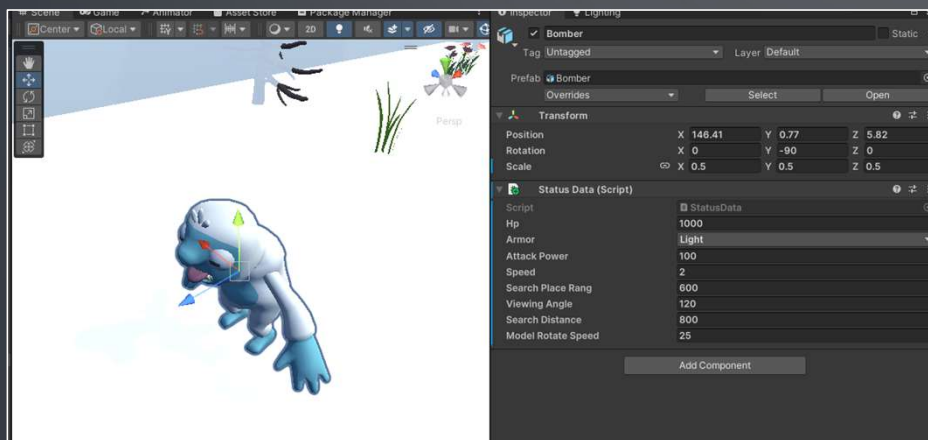 Scene Game Animator Asset Store Package Manager
Center Local 2D
Persp
Inspector Lighting
Bomber Static
Tag Untagged Layer Default
Prefab Bomber
Overrides Select Open
Transform
Position X 146.41 Y 0.77 Z 5.82
Rotation X 0 Y -90 Z 0
Scale X 0.5 Y 0.5 Z 0.5
Status Data (Script)
Script StatusData
Hp 1000
Armor Light
Attack Power 100
Speed 2
Search Place Rang 600
Viewing Angle 120
Search Distance 800
Model Rotate Speed 25
Add Component